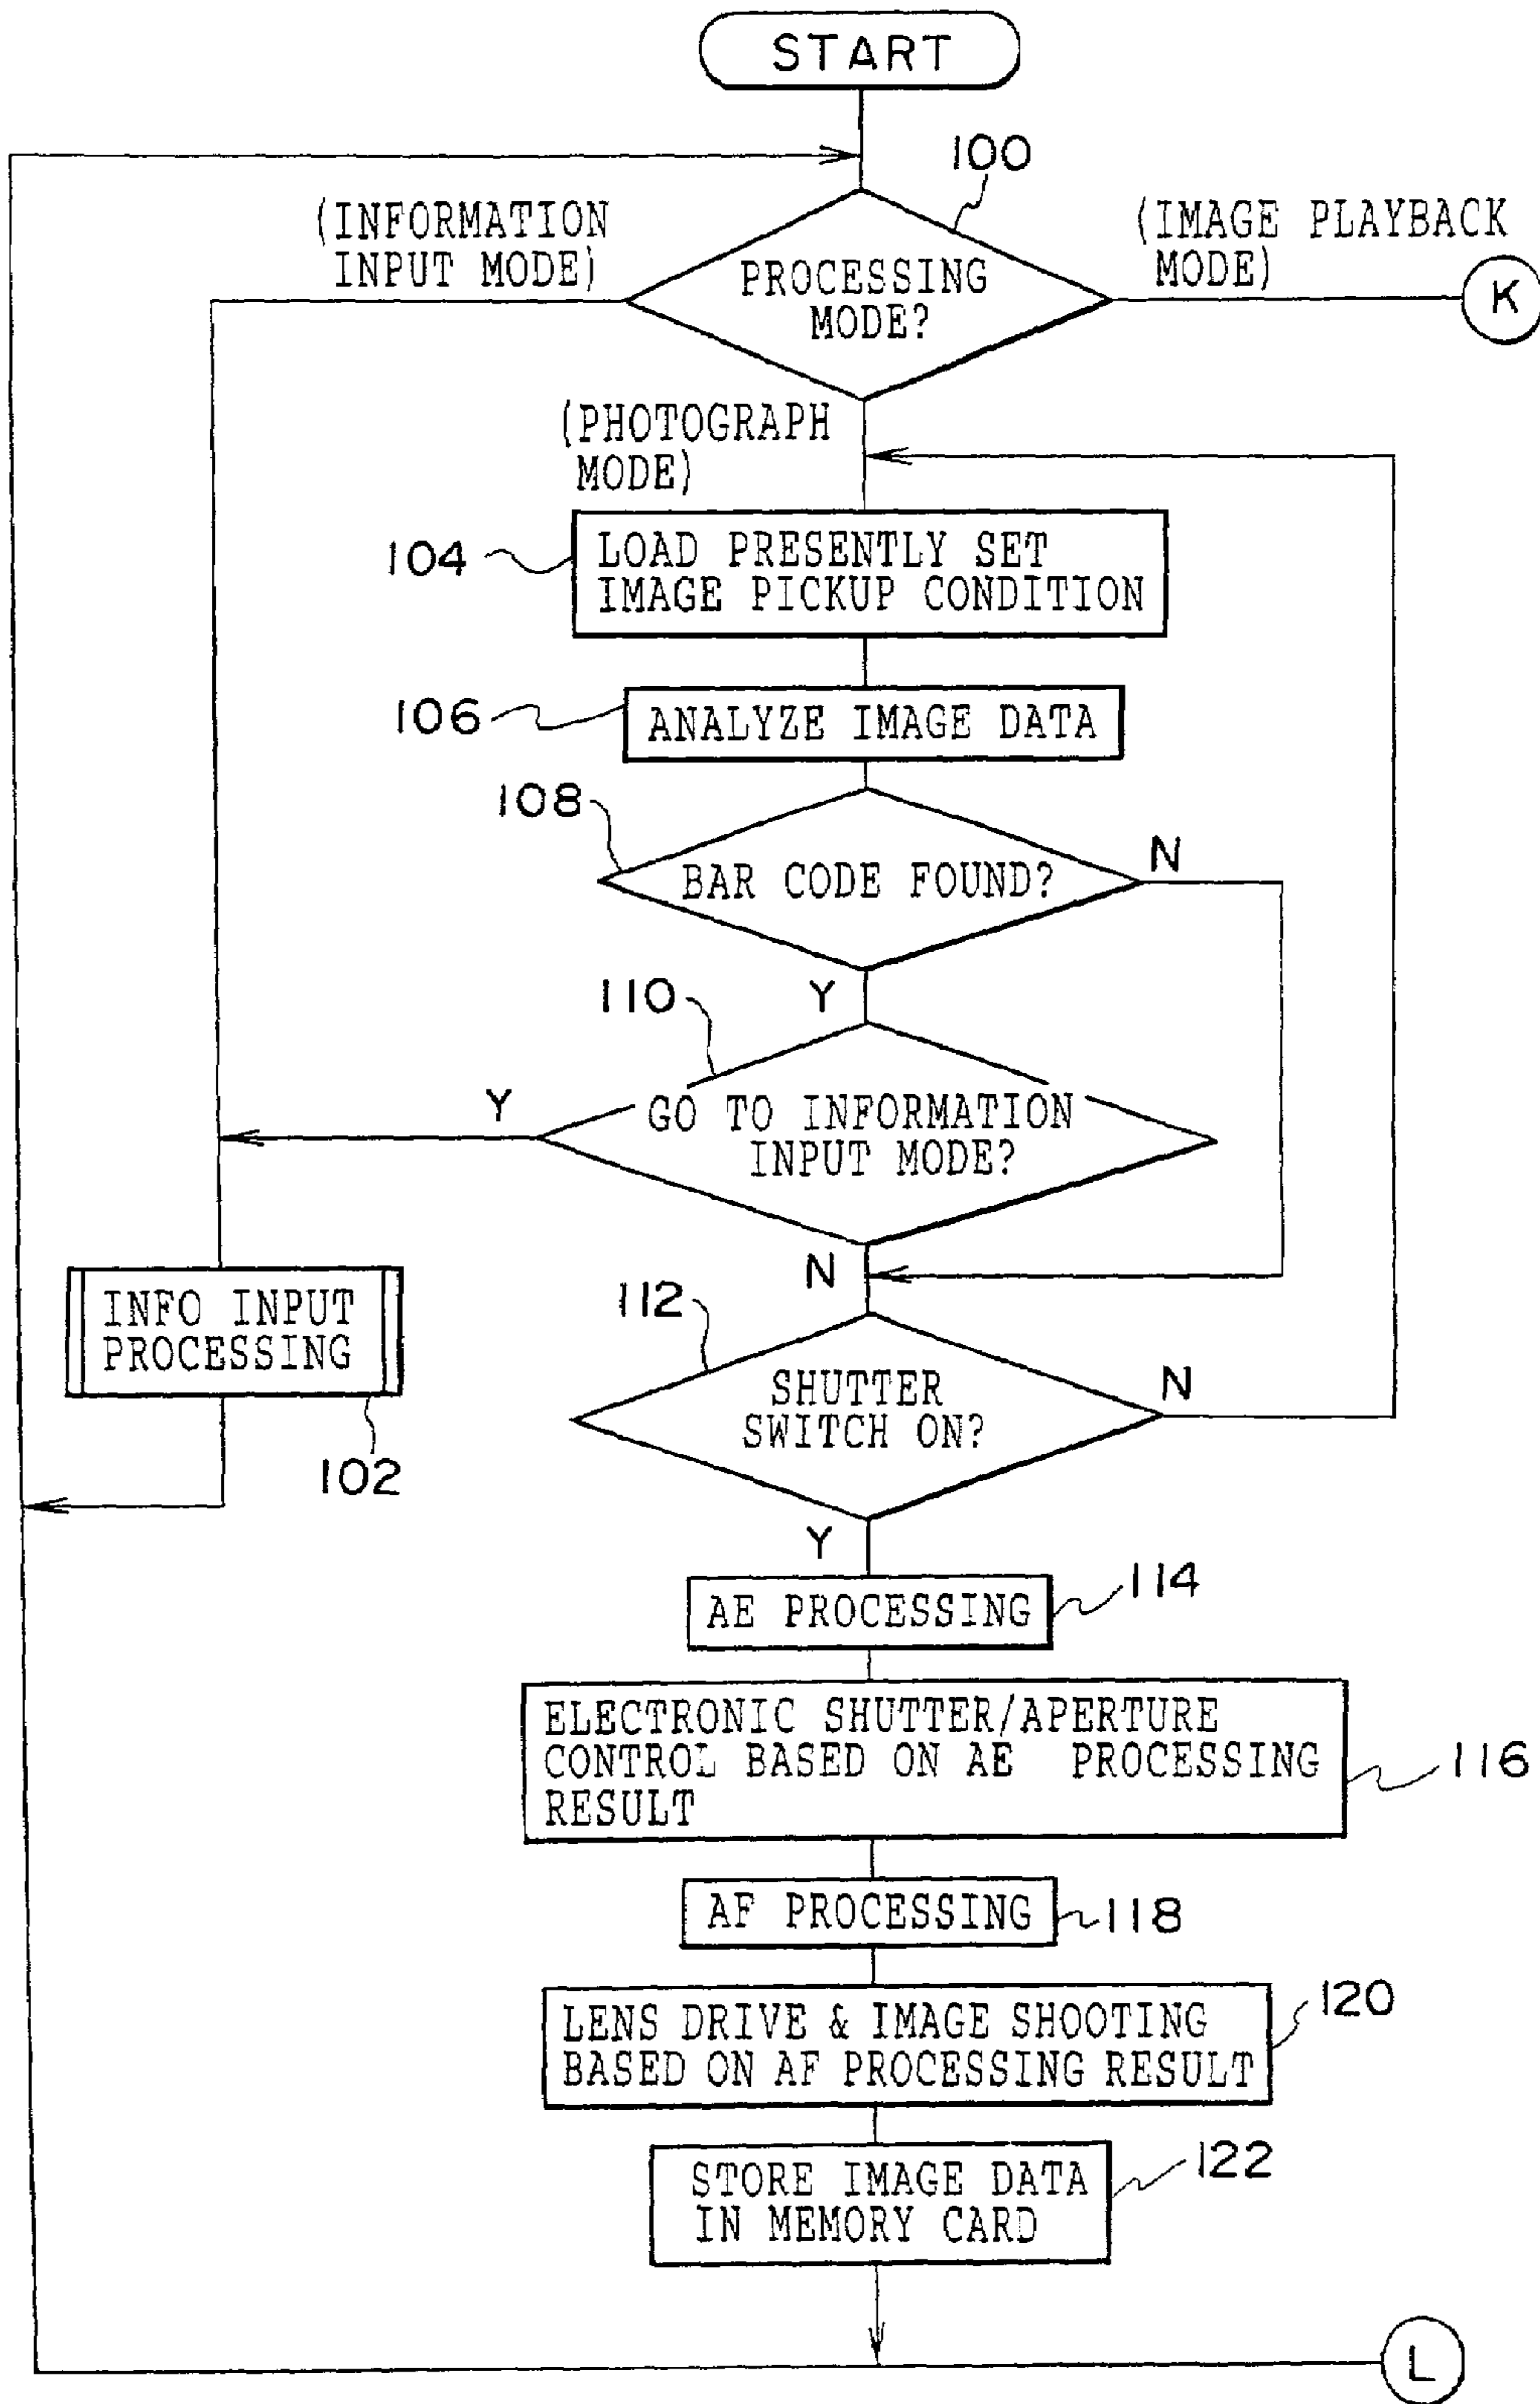 START
100
(INFORMATION
INPUT MODE)
PROCESSING
MODE?
(IMAGE PLAYBACK
MODE)
K
(PHOTOGRAPH
MODE)
104
LOAD PRESENTLY SET
IMAGE PICKUP CONDITION
106
ANALYZE IMAGE DATA
108
BAR CODE FOUND?
N
Y
110
Y
GO TO INFORMATION
INPUT MODE?
N
INFO INPUT
PROCESSING
102
112
SHUTTER
SWITCH ON?
N
Y
AE PROCESSING
114
ELECTRONIC SHUTTER/APERTURE
CONTROL BASED ON AE PROCESSING
RESULT
116
AF PROCESSING
118
LENS DRIVE & IMAGE SHOOTING
BASED ON AF PROCESSING RESULT
120
STORE IMAGE DATA
IN MEMORY CARD
122
L